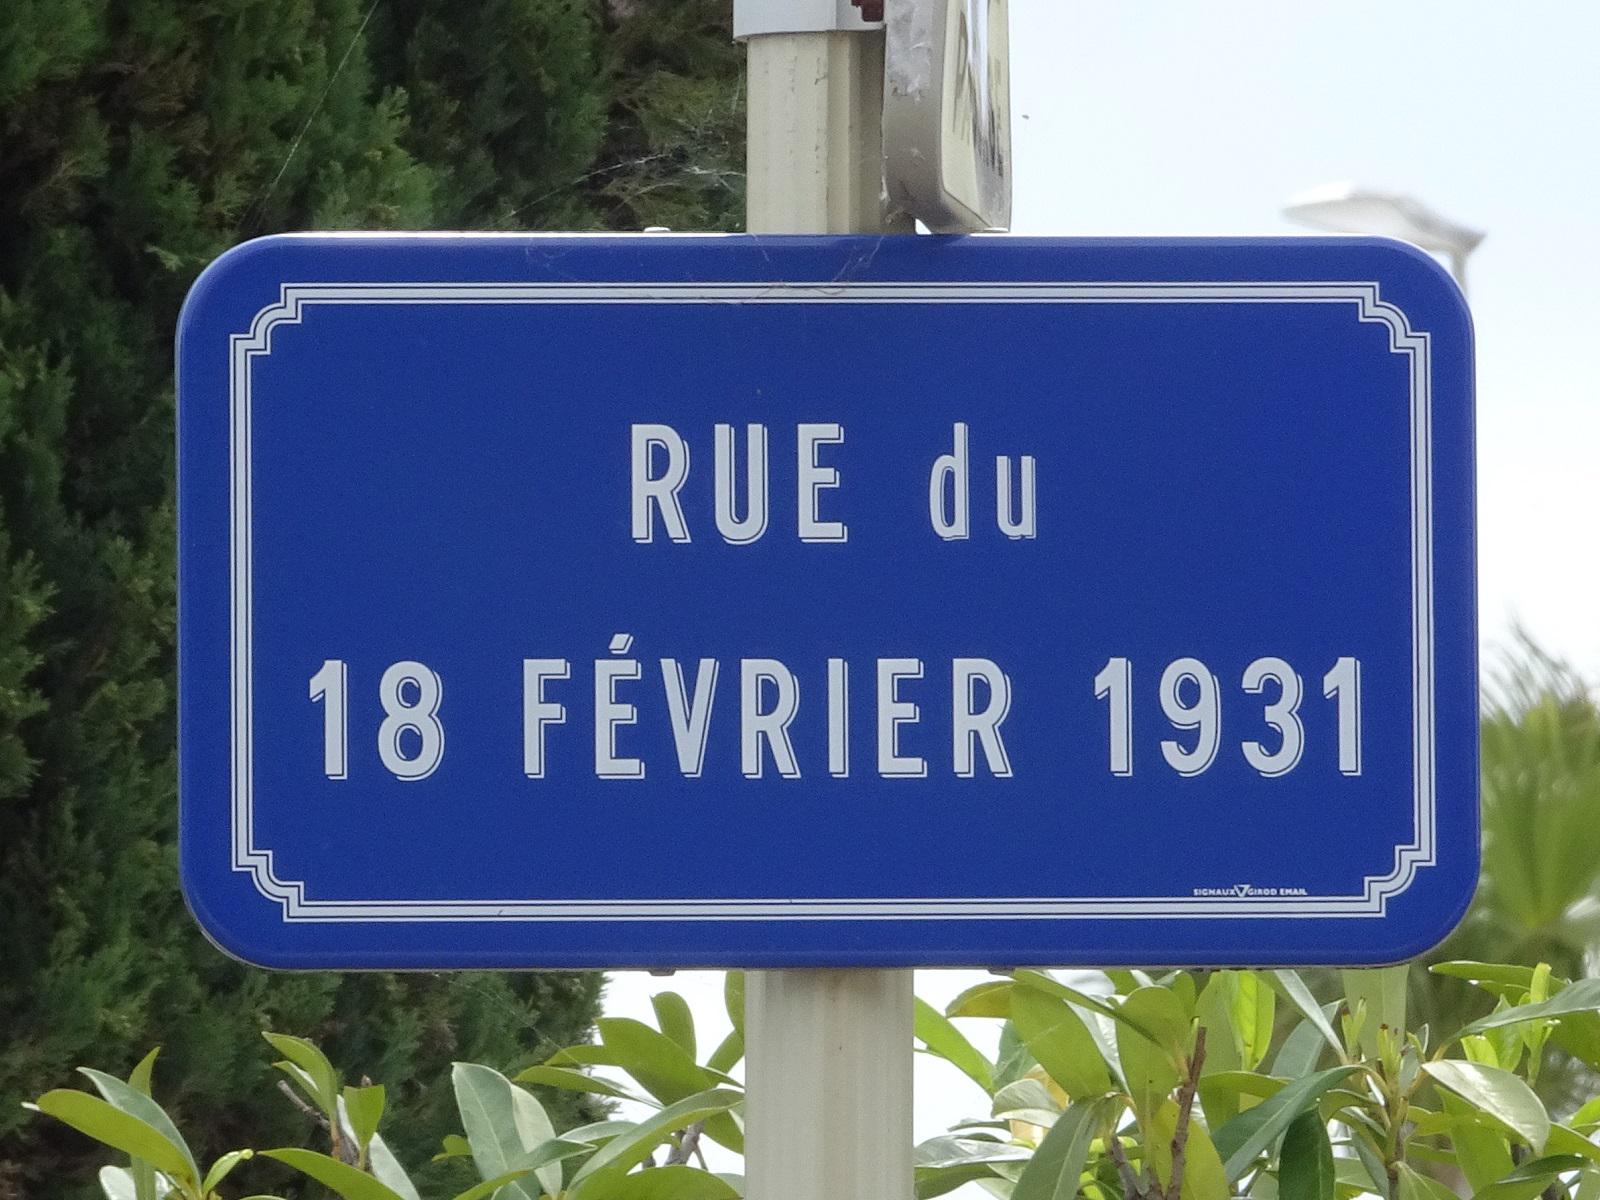 RUE du
18 FÉVRIER 1931
SIGNAUX GIROD EMAIL